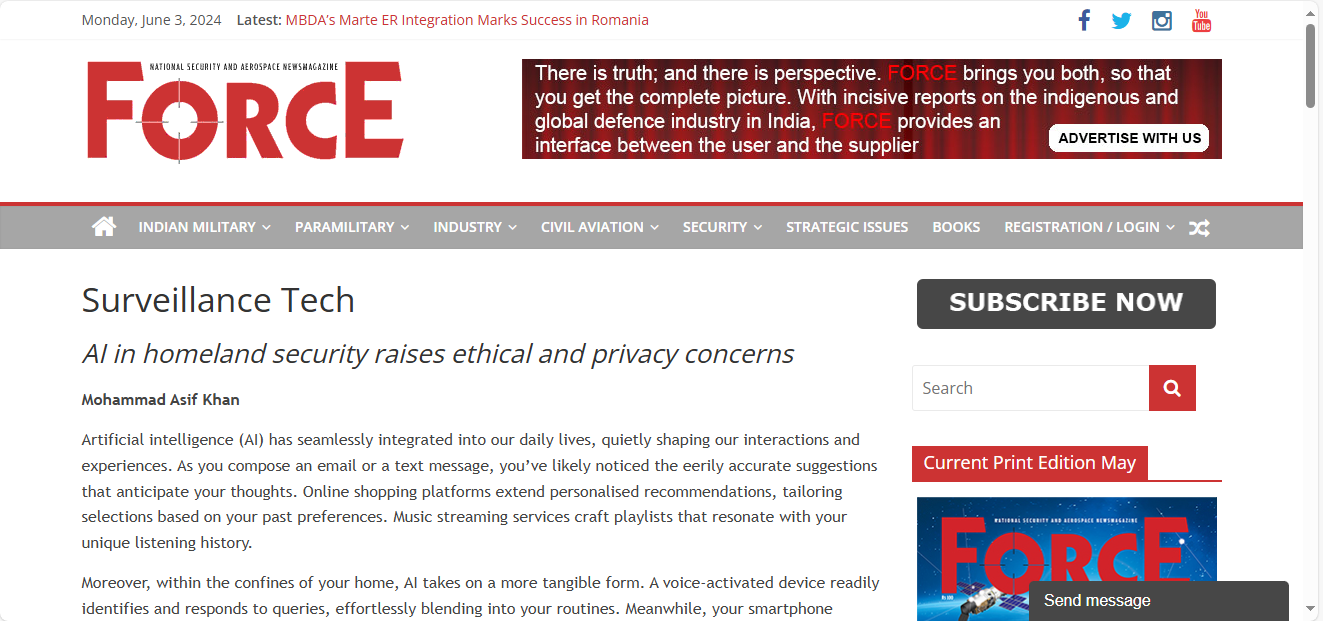 Monday, June 3, 2024 Latest: MBDA’s Marte ER Integration Marks Success in Romania
You
Tube
NATIONAL SECURITY AND AEROSPACE NEWSMAGAZINE
FORCE
There is truth; and there is perspective. FORCE brings you both, so that
you get the complete picture. With incisive reports on the indigenous and
global defence industry in India, FORCE provides an
interface between the user and the supplier
ADVERTISE WITH US
INDIAN MILITARY PARAMILITARY INDUSTRY CIVIL AVIATION SECURITY STRATEGIC ISSUES BOOKS REGISTRATION / LOGIN
Surveillance Tech
AI in homeland security raises ethical and privacy concerns
Mohammad Asif Khan
Artificial intelligence (AI) has seamlessly integrated into our daily lives, quietly shaping our interactions and
experiences. As you compose an email or a text message, you’ve likely noticed the eerily accurate suggestions
that anticipate your thoughts. Online shopping platforms extend personalised recommendations, tailoring
selections based on your past preferences. Music streaming services craft playlists that resonate with your
unique listening history.
Moreover, within the confines of your home, AI takes on a more tangible form. A voice-activated device readily
identifies and responds to queries, effortlessly blending into your routines. Meanwhile, your smartphone
SUBSCRIBE NOW
Search
Current Print Edition May
NATIONAL SECURITY AND AEROSPACE NEWSMAGAZINE
FORCE
Send message